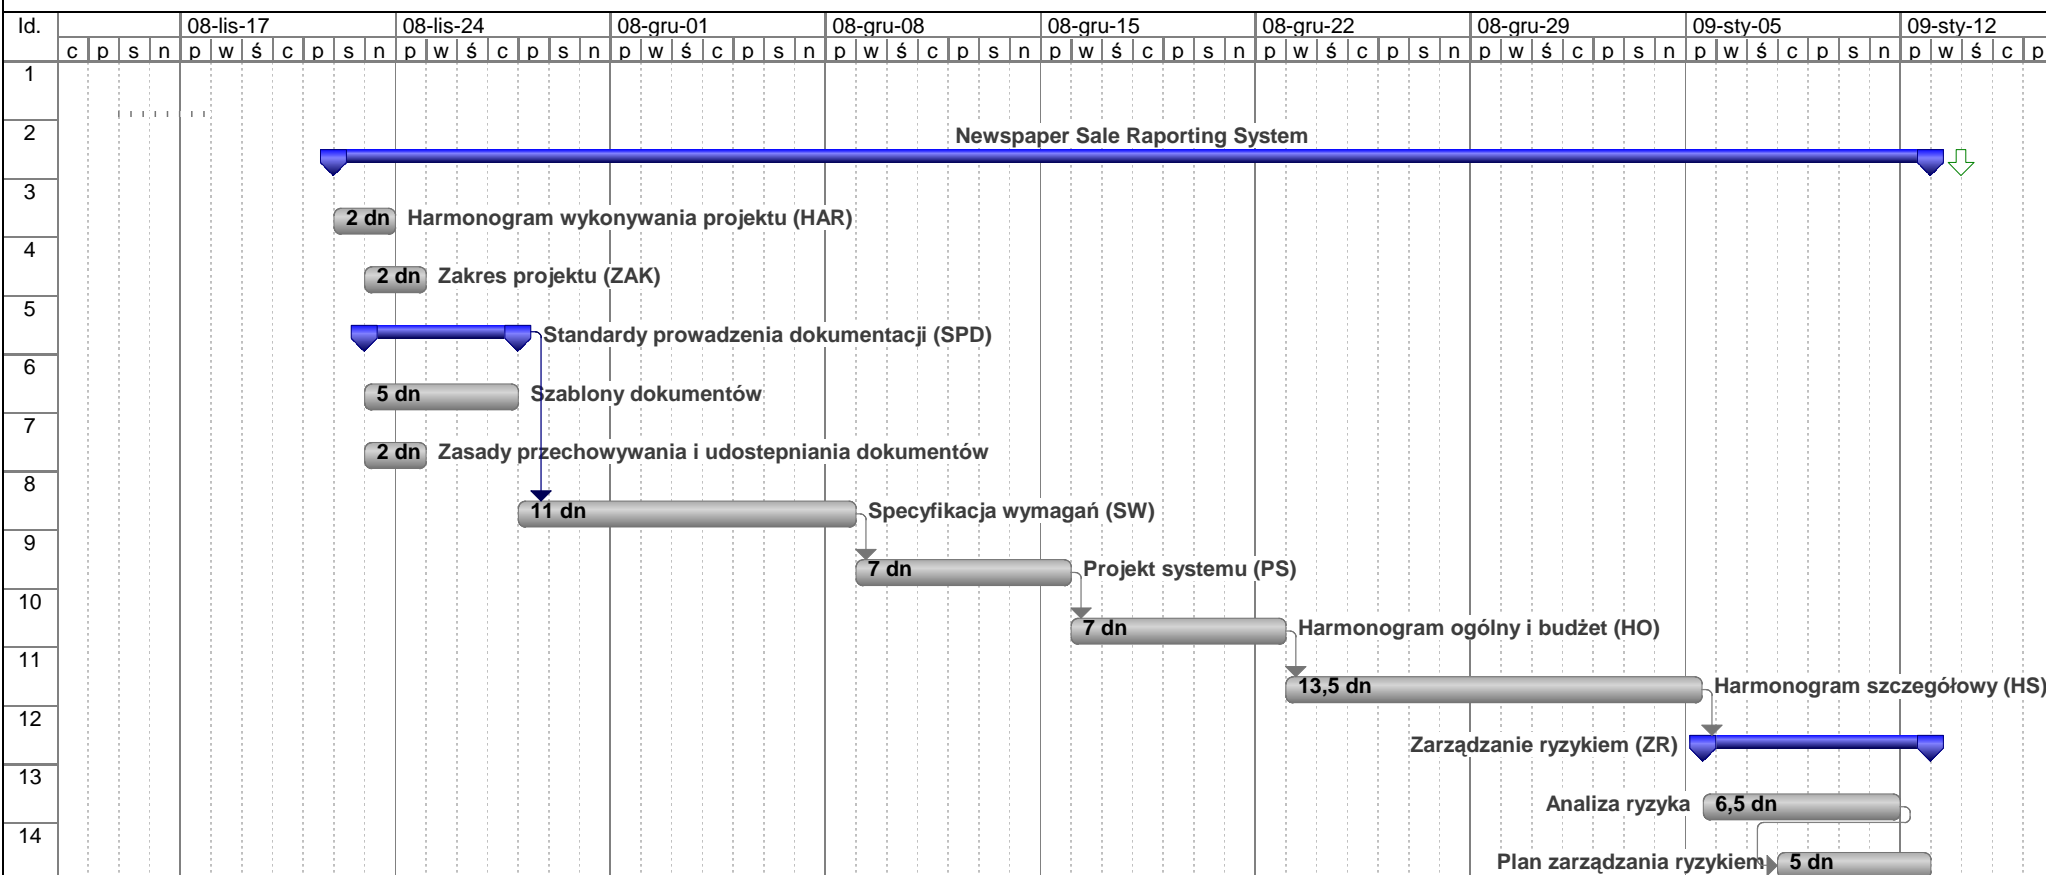 Id. 08-lis-17 08-lis-24 08-gru-01 08-gru-08 08-gru-15 08-gru-22 08-gru-29 09-sty-05 09-sty-12
c p s n p w ś c p s n p w ś c p s n p w ś c p s n p w ś c p s n p w ś c p s n p w ś c p s n p w ś c p s n p w ś c p s n p w ś c p
1
2 Newspaper Sale Raporting System
3 2 dn Harmonogram wykonywania projektu (HAR)
4 2 dn Zakres projektu (ZAK)
5 Standardy prowadzenia dokumentacji (SPD)
6 5 dn Szablony dokumentów
7 2 dn Zasady przechowywania i udostepniania dokumentów
8 11 dn Specyfikacja wymagań (SW)
9 7 dn Projekt systemu (PS)
10 7 dn Harmonogram ogólny i budżet (HO)
11 13,5 dn Harmonogram szczegółowy (HS)
12 Zarządzanie ryzykiem (ZR)
13 Analiza ryzyka 6,5 dn
14 Plan zarządzania ryzykiem 5 dn